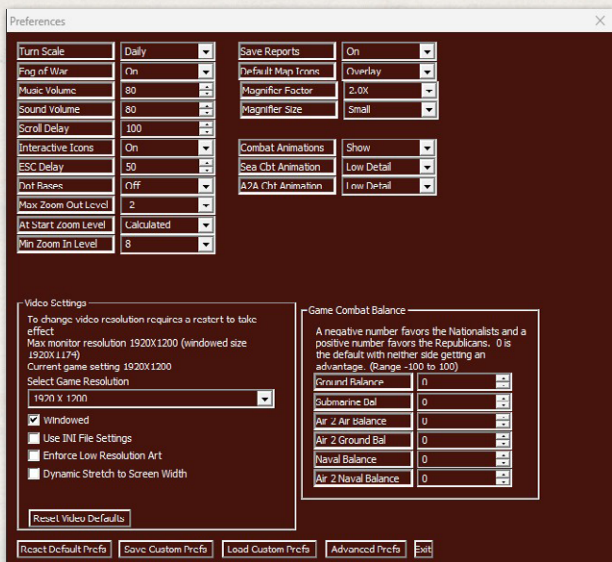 Preferences
Turn Scale Daily
Fog of War On
Music Volume 80
Sound Volume 80
Scroll Delay 100
Interactive Icons On
ESC Delay 50
Dot Bases Off
Max Zoom Out Level 2
At Start Zoom Level Calculated
Min Zoom In Level 8
Save Reports On
Default Map Icons Overlay
Magnifier Factor 2.0X
Magnifier Size Small
Combat Animations Show
Sea Cbt Animation Low Detail
A2A Cbt Animation Low Detail
Video Settings
To change video resolution requires a restart to take
effect
Max monitor resolution 1920X1200 (windowed size
1920X1174)
Current game setting 1920X1200
Select Game Resolution
1920 X 1200
Windowed
Use INI File Settings
Enforce Low Resolution Art
Dynamic Stretch to Screen Width
Reset Video Defaults
Game Combat Balance
A negative number favors the Nationalists and a
positive number favors the Republicans. 0 is
the default with neither side getting an
advantage. (Range -100 to 100)
Ground Balance 0
Submarine Bal 0
Air 2 Air Balance 0
Air 2 Ground Bal 0
Naval Balance 0
Air 2 Naval Balance 0
Reset Default Prefs Save Custom Prefs Load Custom Prefs Advanced Prefs Exit